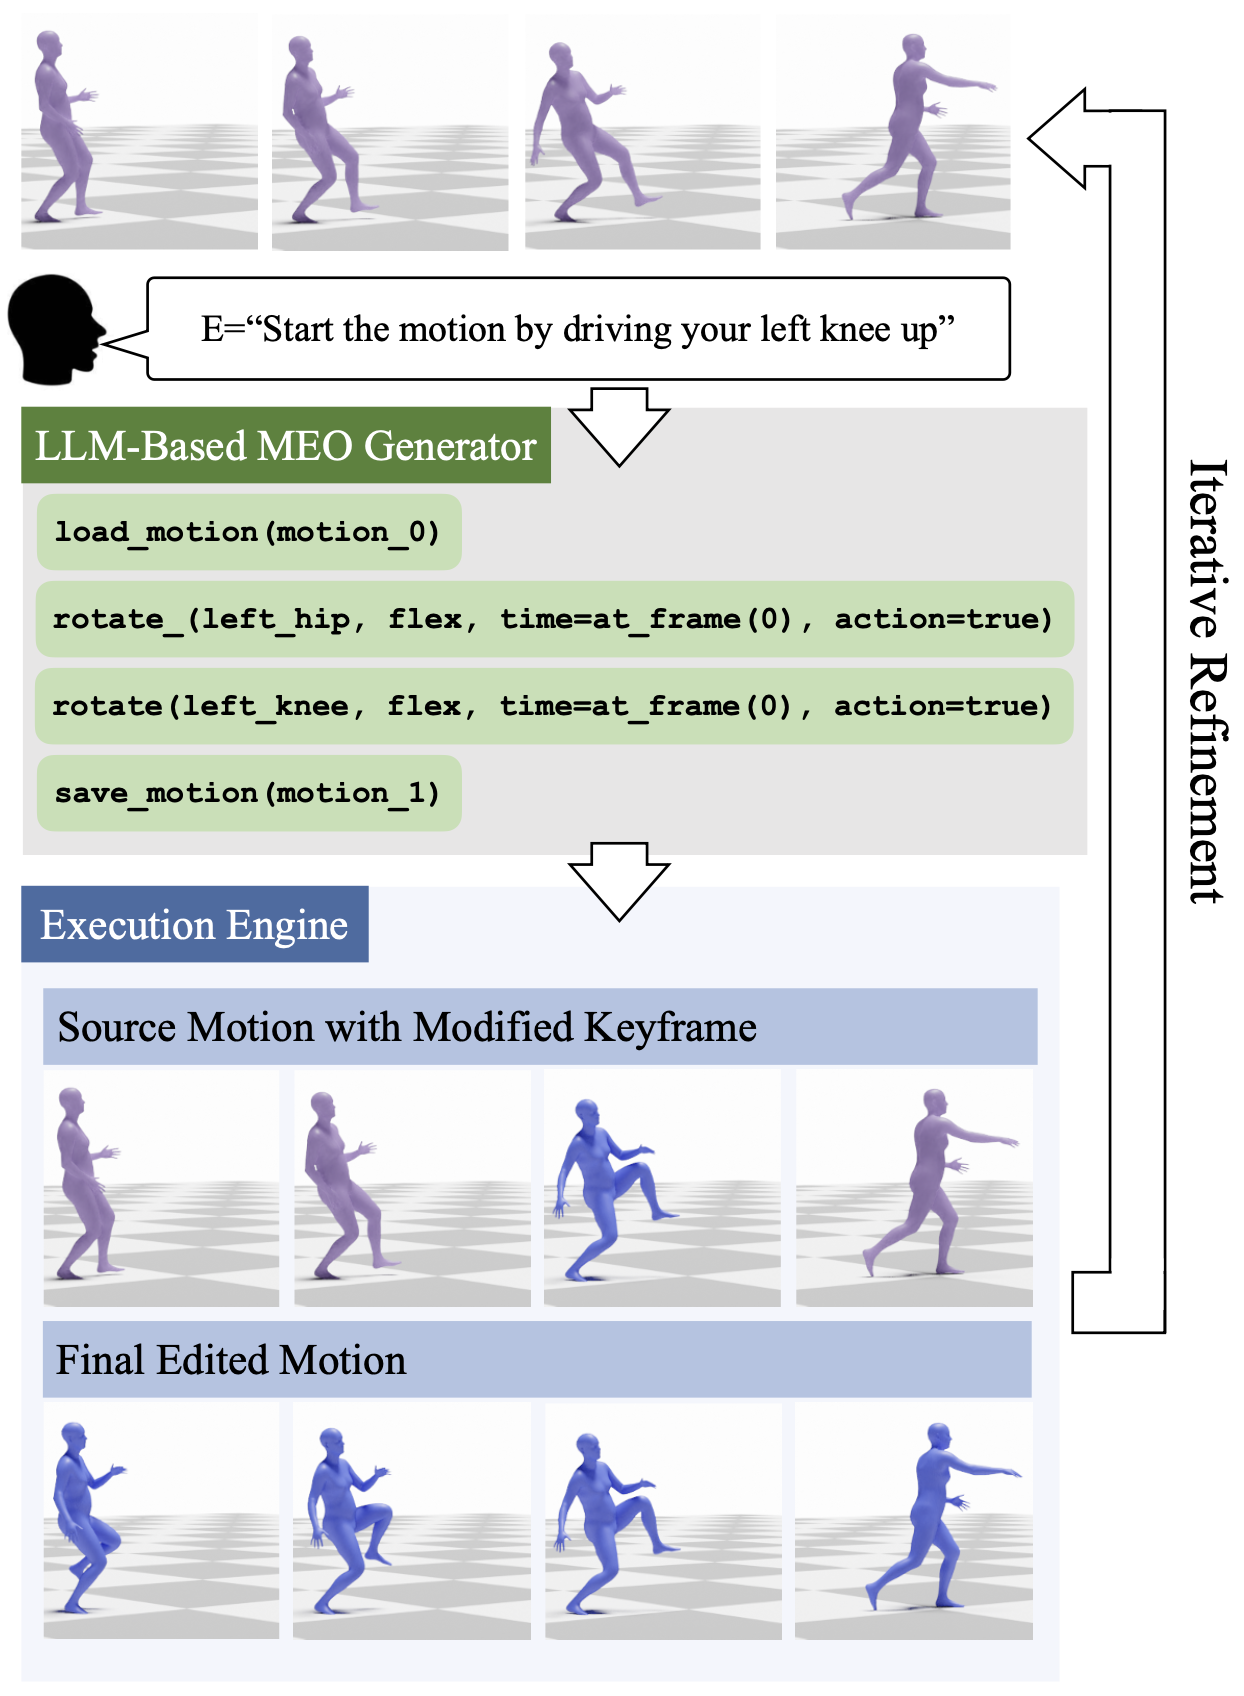 E=“Start the motion by driving your left knee up”
LLM-Based MEO Generator
load_motion(motion_0)
rotate_(left_hip, flex, time=at_frame(0), action=true)
rotate(left_knee, flex, time=at_frame(0), action=true)
save_motion(motion_1)
Execution Engine
Source Motion with Modified Keyframe
Final Edited Motion
Iterative Refinement